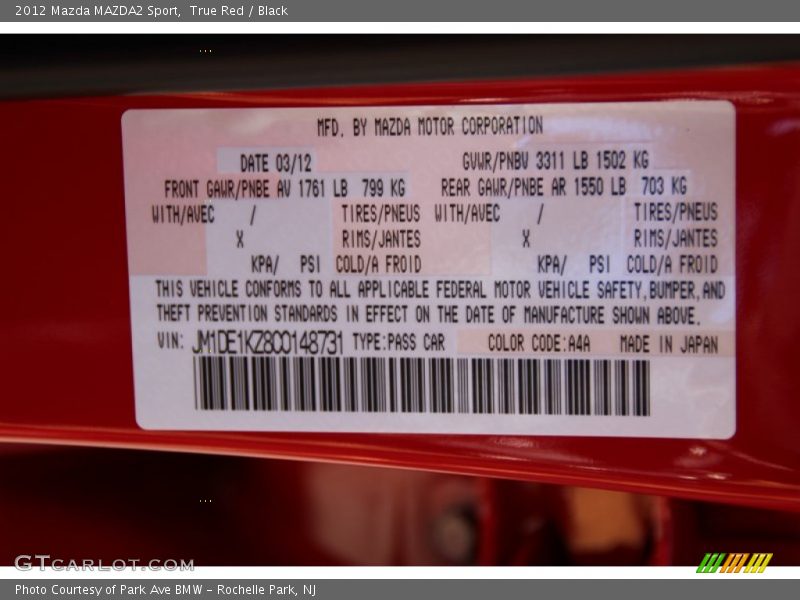 2012 Mazda MAZDA2 Sport, True Red / Black
MFD. BY MAZDA MOTOR CORPORATION
DATE 03/12 GVWR/PNBV 3311 LB 1502 KG
FRONT GAWR/PNBE AV 1761 LB 799 KG REAR GAWR/PNBE AR 1550 LB 703 KG
WITH/AVEC / TIRES/PNEUS WITH/AVEC / TIRES/PNEUS
X RIMS/JANTES X RIMS/JANTES
KPA/ PSI COLD/A FROID KPA/ PSI COLD/A FROID
THIS VEHICLE CONFORMS TO ALL APPLICABLE FEDERAL MOTOR VEHICLE SAFETY,BUMPER,AND
THEFT PREVENTION STANDARDS IN EFFECT ON THE DATE OF MANUFACTURE SHOWN ABOVE.
VIN: JM1DE1KZ8C0148731 TYPE:PASS CAR COLOR CODE:A4A MADE IN JAPAN
GTCARLOT.COM
Photo Courtesy of Park Ave BMW - Rochelle Park, NJ